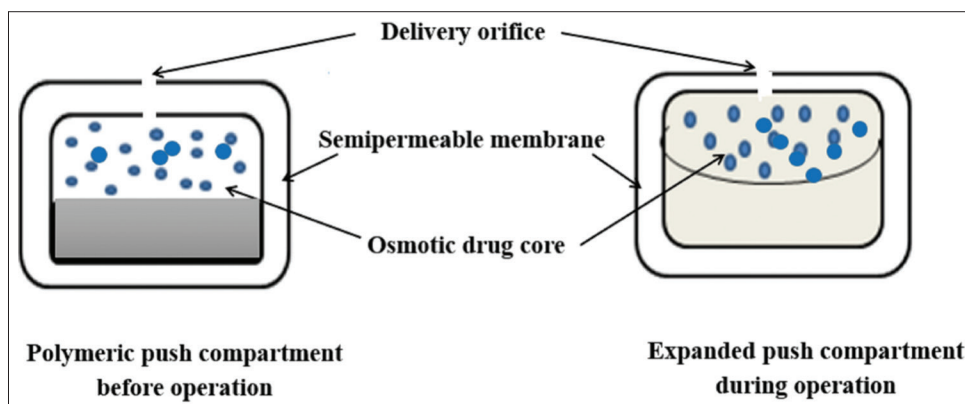 Delivery orifice
Semipermeable membrane
Osmotic drug core
Polymeric push compartment
before operation
Expanded push compartment
during operation